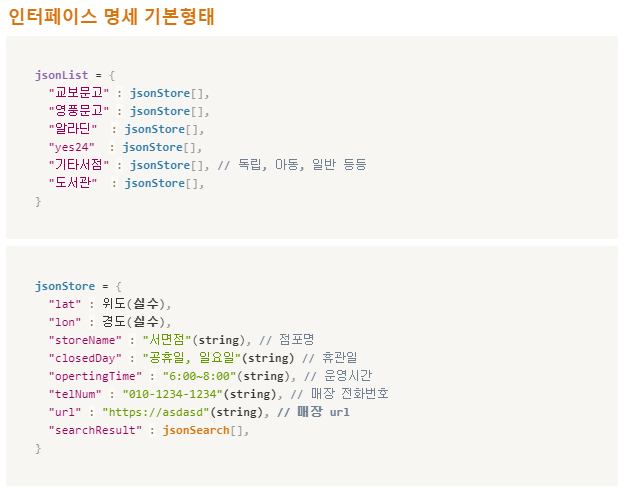 인터페이스 명세 기본형태
jsonList = {
"교보문고" : jsonStore[],
"영풍문고" : jsonStore[],
"알라딘" : jsonStore[],
"yes24" : jsonStore[],
"기타서점" : jsonStore[], // 독립, 아동, 일반 등등
"도서관" : jsonStore[],
}
jsonStore = {
"lat" : 위도(실수),
"lon" : 경도(실수),
"storeName" : "서면점"(string), // 점포명
"closedDay" : "공휴일, 일요일"(string) // 휴관일
"opertingTime" : "6:00~8:00"(string), // 운영시간
"telNum" : "010-1234-1234"(string), // 매장 전화번호
"url" : "https://asdasd"(string), // 매장 url
"searchResult" : jsonSearch[],
}